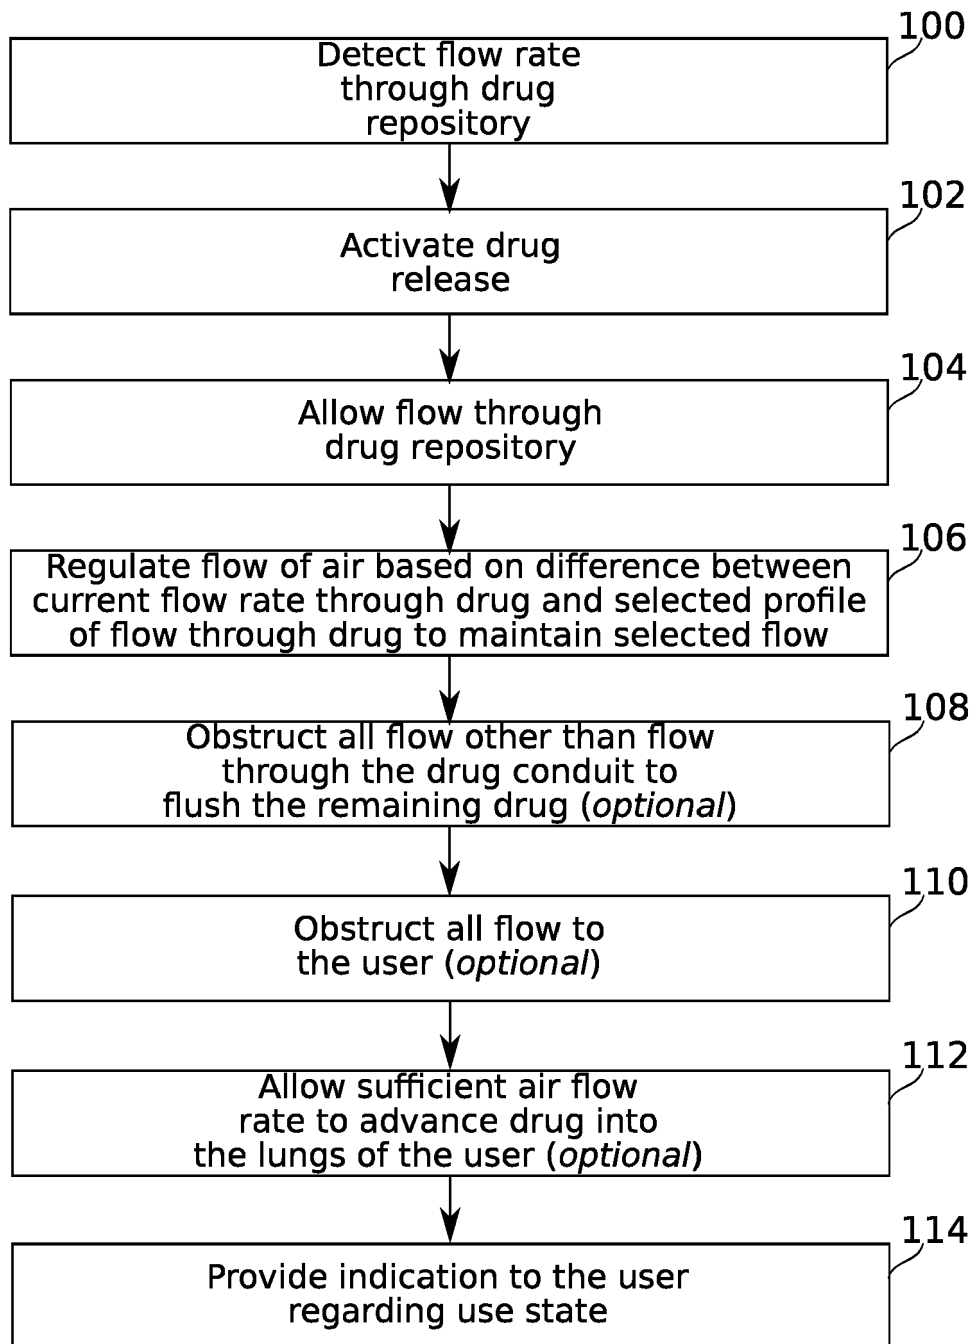 100
Detect flow rate
through drug
repository
102
Activate drug
release
104
Allow flow through
drug repository
106
Regulate flow of air based on difference between
current flow rate through drug and selected profile
of flow through drug to maintain selected flow
108
Obstruct all flow other than flow
through the drug conduit to
flush the remaining drug (optional)
110
Obstruct all flow to
the user (optional)
112
Allow sufficient air flow
rate to advance drug into
the lungs of the user (optional)
114
Provide indication to the user
regarding use state